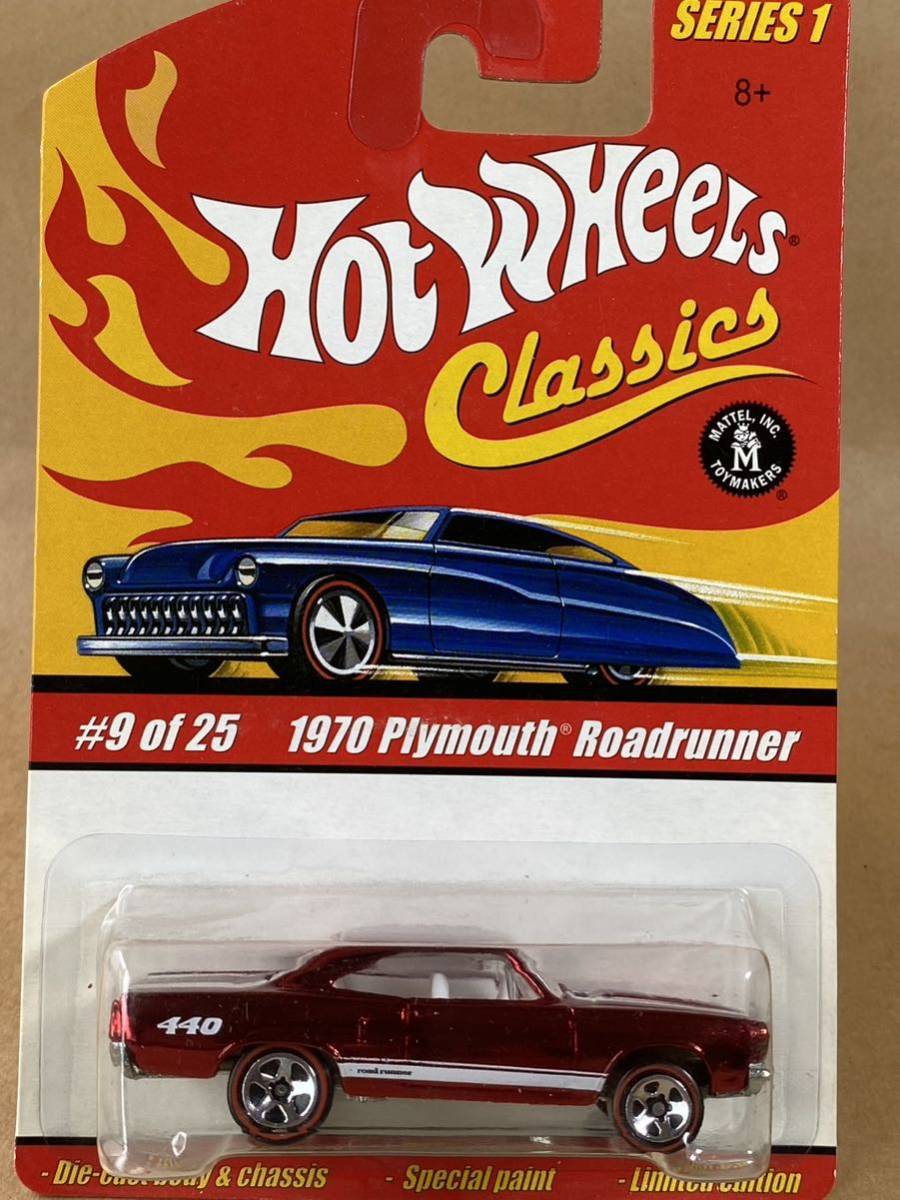 SERIES 1
8+
Hot Wheels®
Classics
MATTEL, INC.
M
TOYMAKERS
®
#9 of 25 1970 Plymouth® Roadrunner
440
road runner
- Die-cast body & chassis - Special paint - Limited edition